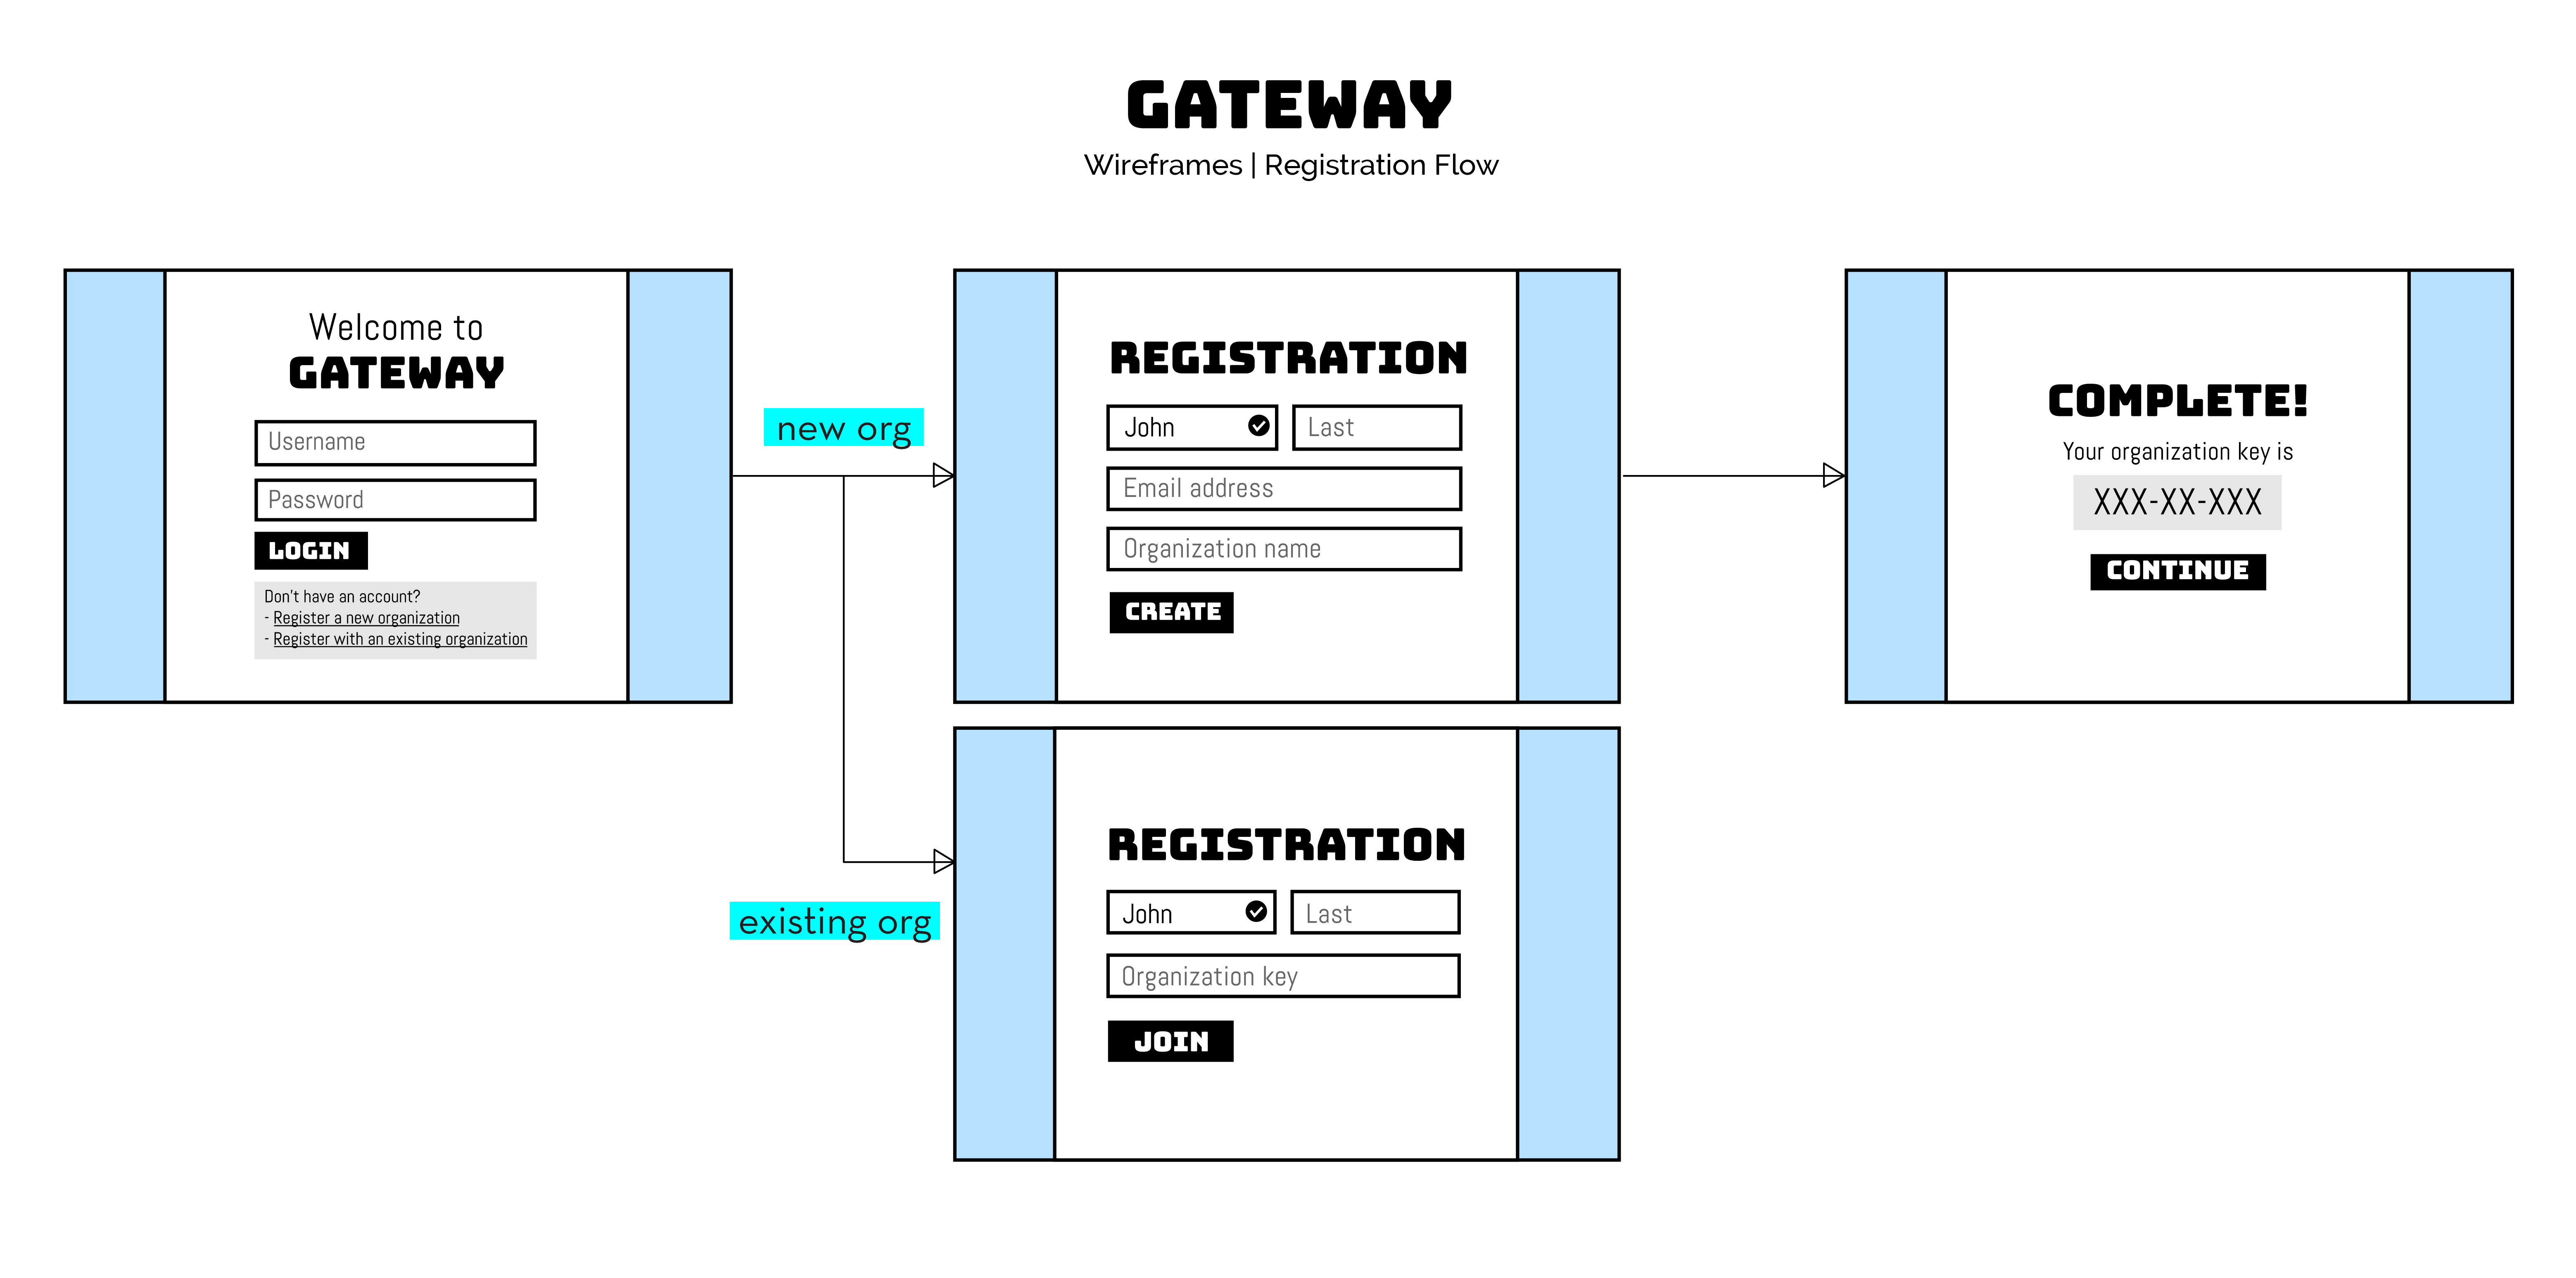 GATEWAY
Wireframes | Registration Flow
Welcome to
GATEWAY
Username
Password
LOGIN
Don't have an account?
- Register a new organization
- Register with an existing organization
new org
existing org
REGISTRATION
John
Last
Email address
Organization name
CREATE
REGISTRATION
John
Last
Organization key
JOIN
COMPLETE!
Your organization key is
XXX-XX-XXX
CONTINUE